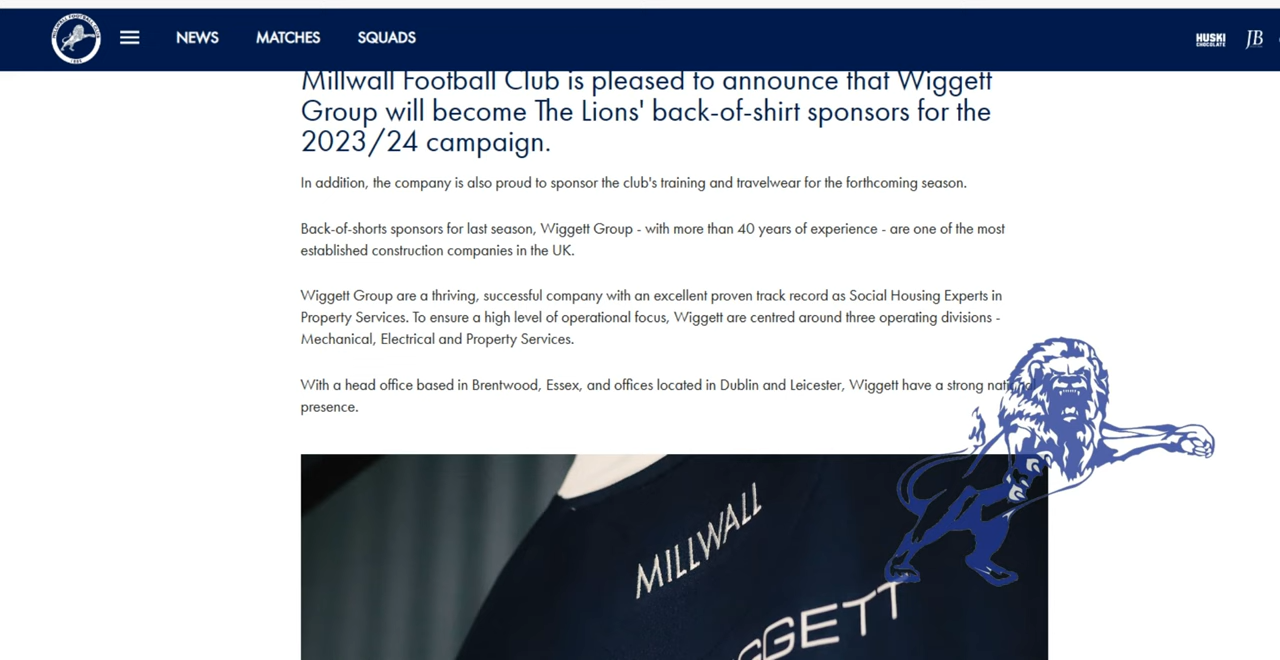 MILLWALL FOOTBALL CLUB
1885
NEWS
MATCHES
SQUADS
HUSKI
CHOCOLATE
JB
Millwall Football Club is pleased to announce that Wiggett
Group will become The Lions' back-of-shirt sponsors for the
2023/24 campaign.
In addition, the company is also proud to sponsor the club's training and travelwear for the forthcoming season.
Back-of-shorts sponsors for last season, Wiggett Group - with more than 40 years of experience - are one of the most
established construction companies in the UK.
Wiggett Group are a thriving, successful company with an excellent proven track record as Social Housing Experts in
Property Services. To ensure a high level of operational focus, Wiggett are centred around three operating divisions -
Mechanical, Electrical and Property Services.
With a head office based in Brentwood, Essex, and offices located in Dublin and Leicester, Wiggett have a strong national
presence.
MILLWALL
GGETT